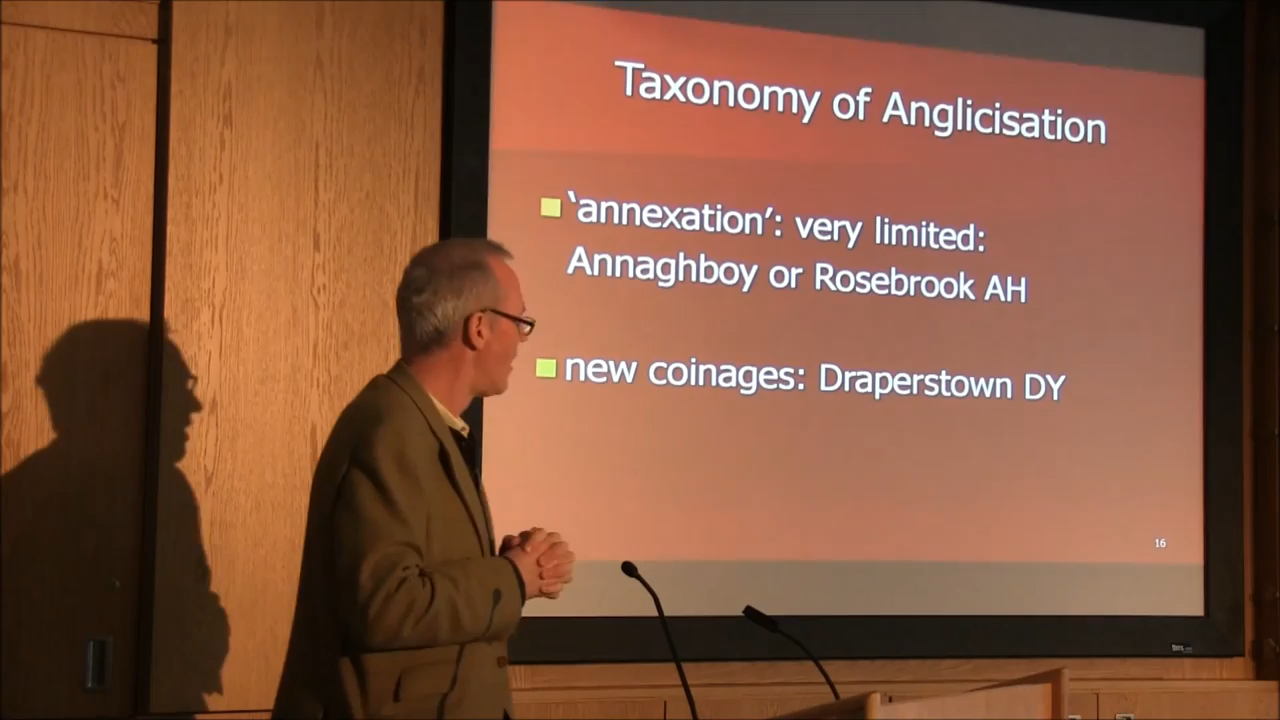 Taxonomy of Anglicisation
‘annexation’: very limited:
Annaghboy or Rosebrook AH
new coinages: Draperstown DY
16